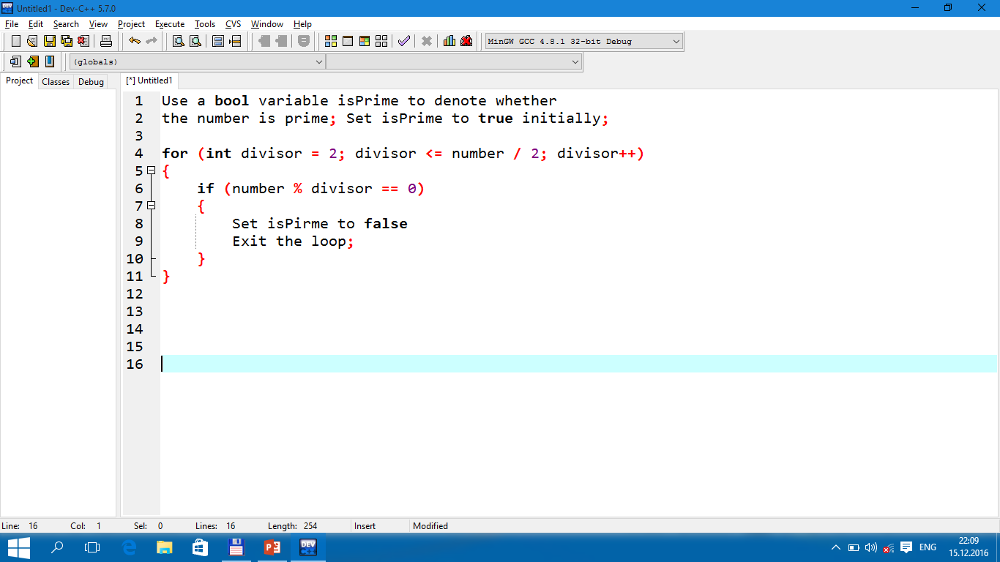 Untitled1 - Dev-C++ 5.7.0
File Edit Search View Project Execute Tools CVS Window Help
MinGW GCC 4.8.1 32-bit Debug
(globals)
Project Classes Debug [*] Untitled1
1 Use a bool variable isPrime to denote whether
2 the number is prime; Set isPrime to true initially;
3
4 for (int divisor = 2; divisor <= number / 2; divisor++)
5 {
6 if (number % divisor == 0)
7 {
8 Set isPirme to false
9 Exit the loop;
10 }
11 }
12
13
14
15
16
Line: 16 Col: 1 Sel: 0 Lines: 16 Length: 254 Insert Modified
DEV C++ ENG 22:09
15.12.2016